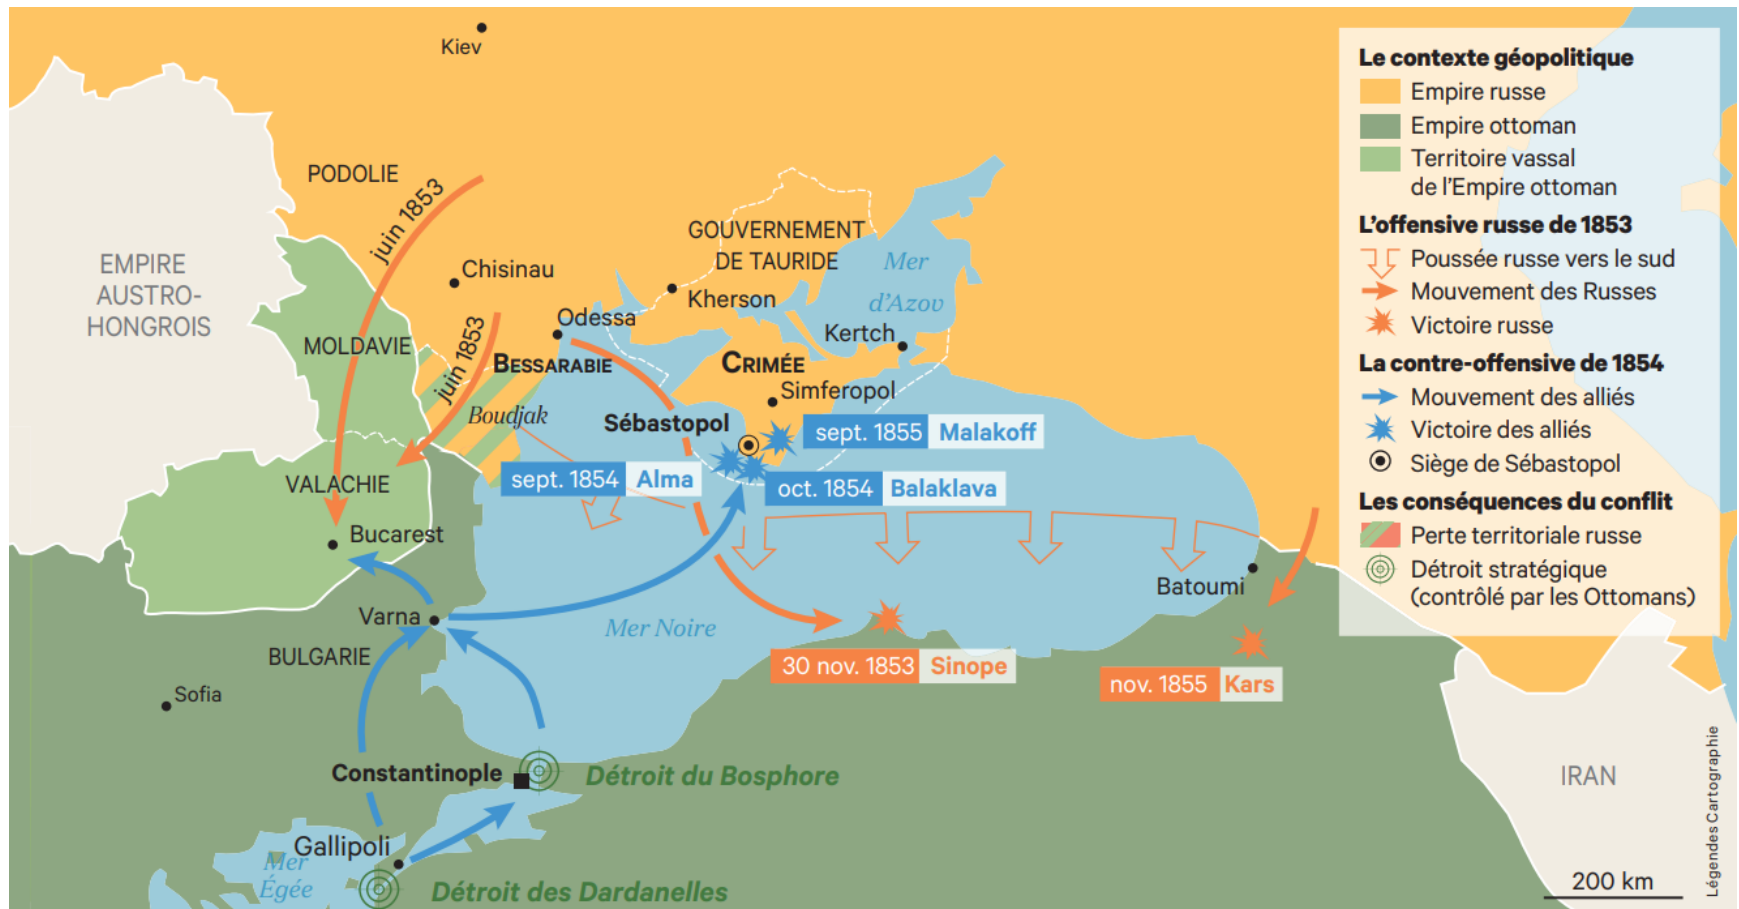 Kiev
PODOLIE
juin 1853
EMPIRE
AUSTRO-
HONGROIS
Chisinau
GOUVERNEMENT
DE TAURIDE
Mer
d'Azov
Kherson
Odessa
Kertch
MOLDAVIE
juin 1853
BESSARABIE
CRIMÉE
Simferopol
Boudjak
Sébastopol
sept. 1855 Malakoff
sept. 1854 Alma
oct. 1854 Balaklava
VALACHIE
Bucarest
Batoumi
Varna
Mer Noire
BULGARIE
30 nov. 1853 Sinope
nov. 1855 Kars
Sofia
Constantinople
Détroit du Bosphore
Gallipoli
Mer
Égée
Détroit des Dardanelles
IRAN
200 km
Légendes Cartographie
Le contexte géopolitique
Empire russe
Empire ottoman
Territoire vassal
de l'Empire ottoman
L'offensive russe de 1853
Poussée russe vers le sud
Mouvement des Russes
Victoire russe
La contre-offensive de 1854
Mouvement des alliés
Victoire des alliés
Siège de Sébastopol
Les conséquences du conflit
Perte territoriale russe
Détroit stratégique
(contrôlé par les Ottomans)